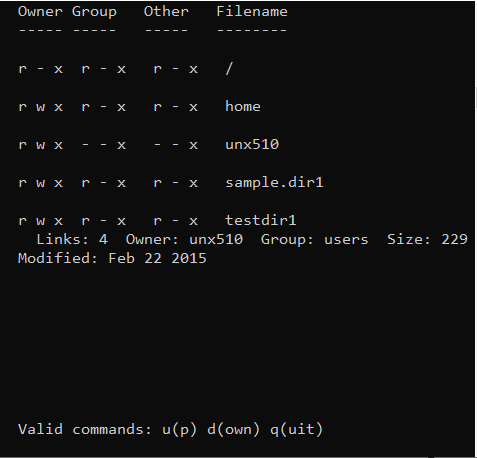 Owner Group   Other   Filename
----- -----   -----   --------
r - x  r - x   r - x   /
r w x  r - x   r - x   home
r w x  - - x   - - x   unx510
r w x  r - x   r - x   sample.dir1
r w x  r - x   r - x   testdir1
  Links: 4  Owner: unx510  Group: users  Size: 229
Modified: Feb 22 2015
Valid commands: u(p) d(own) q(uit)